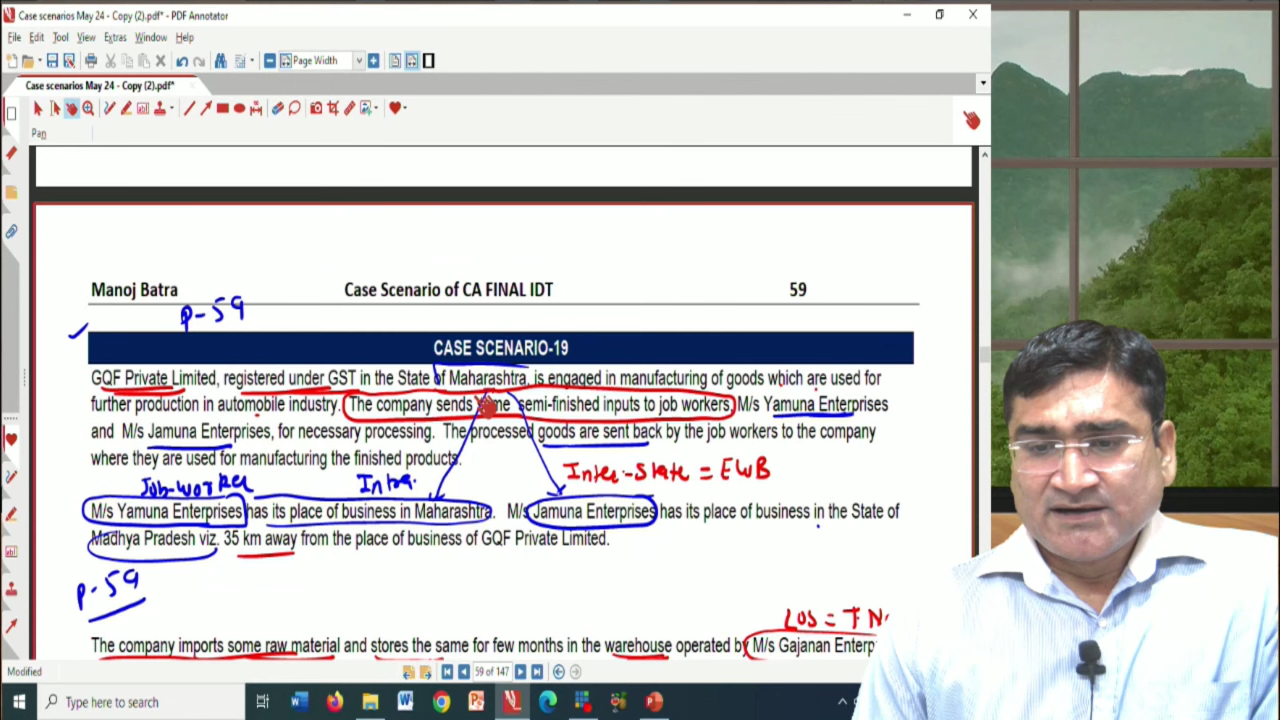 Case scenarios May 24 - Copy (2).pdf* - PDF Annotator
File Edit Tool View Extras Window Help
Page Width
Case scenarios May 24 - Copy (2).pdf*
Pan
Manoj Batra Case Scenario of CA FINAL IDT 59
P-59
CASE SCENARIO-19
GQF Private Limited, registered under GST in the State of Maharashtra, is engaged in manufacturing of goods which are used for
further production in automobile industry. The company sends some semi-finished inputs to job workers, M/s Yamuna Enterprises
and M/s Jamuna Enterprises, for necessary processing. The processed goods are sent back by the job workers to the company
where they are used for manufacturing the finished products.
Inter-State = EWB
Job-worker Intra.
M/s Yamuna Enterprises has its place of business in Maharashtra. M/s Jamuna Enterprises has its place of business in the State of
Madhya Pradesh viz. 35 km away from the place of business of GQF Private Limited.
P-59
LOS = TN
The company imports some raw material and stores the same for few months in the warehouse operated by M/s Gajanan Enterp
Modified 59 of 147
Type here to search